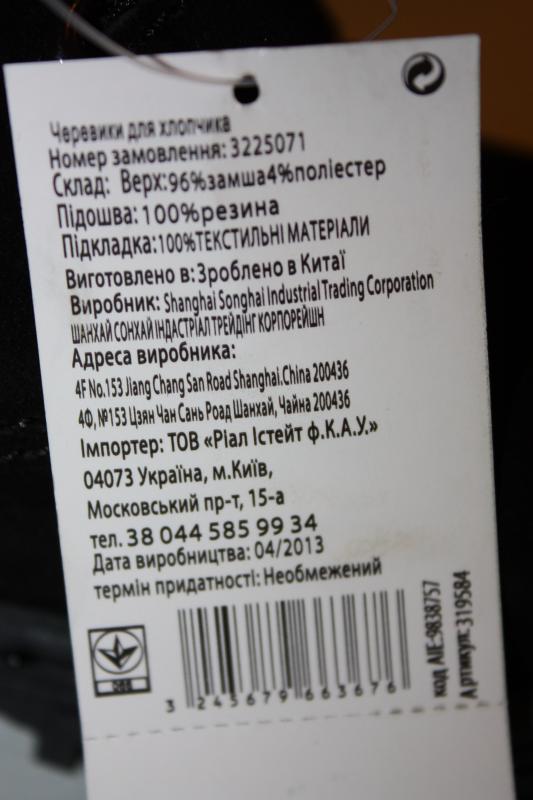 Черевики для хлопчика
Номер замовлення: 3225071
Склад: Верх:96%замша4%поліестер
Підошва:100%резина
Підкладка:100%ТЕКСТИЛЬНІ МАТЕРІАЛИ
Виготовлено в:Зроблено в Китаї
Виробник: Shanghai Songhai Industrial Trading Corporation
ШАНХАЙ СОНХАЙ ІНДАСТРІАЛ ТРЕЙДІНГ КОРПОРЕЙШН
Адреса виробника:
4F No.153 Jiang Chang San Road Shanghai.China 200436
4Ф, №153 Цзян Чан Сань Роад Шанхай, Чайна 200436
Імпортер: ТОВ «Ріал Істейт ф.К.А.У.»
04073 Україна, м.Київ,
Московський пр-т, 15-а
тел. 38 044 585 99 34
Дата виробництва: 04/2013
термін придатності: Необмежений
3 245679 663676
код АІЕ:9838757
Артикул: 319584